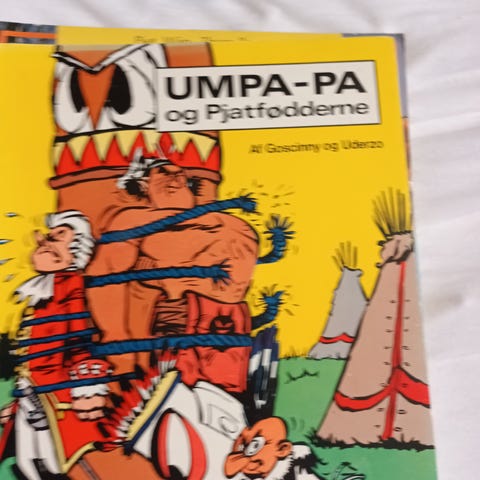 UMPA-PA
og Pjatfødderne
Af Goscinny og Uderzo